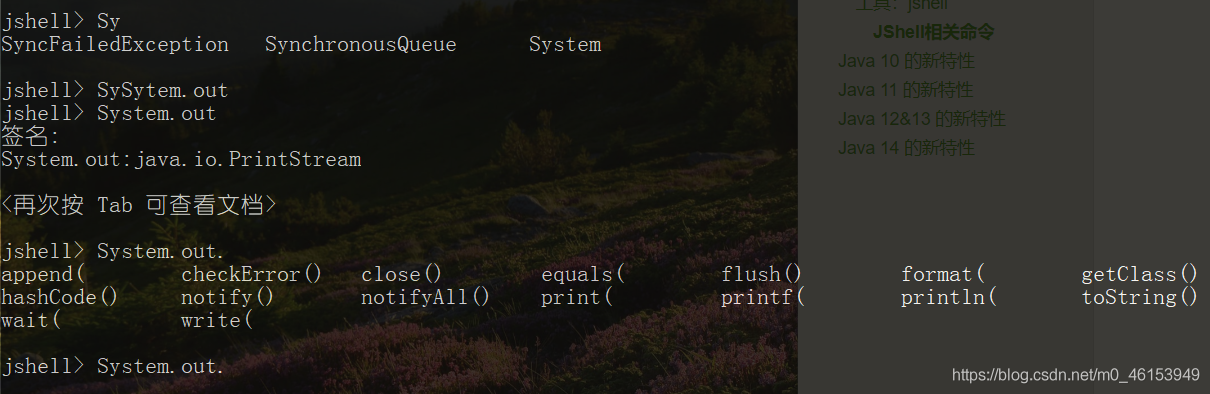 jshell> Sy
SyncFailedException SynchronousQueue System
jshell> SySytem.out
jshell> System.out
签名:
System.out:java.io.PrintStream
<再次按 Tab 可查看文档>
jshell> System.out.
append( checkError() close() equals( flush() format( getClass()
hashCode() notify() notifyAll() print( printf( println( toString()
wait( write(
jshell> System.out.
工具：jshell
JShell相关命令
Java 10 的新特性
Java 11 的新特性
Java 12&13 的新特性
Java 14 的新特性
https://blog.csdn.net/m0_46153949